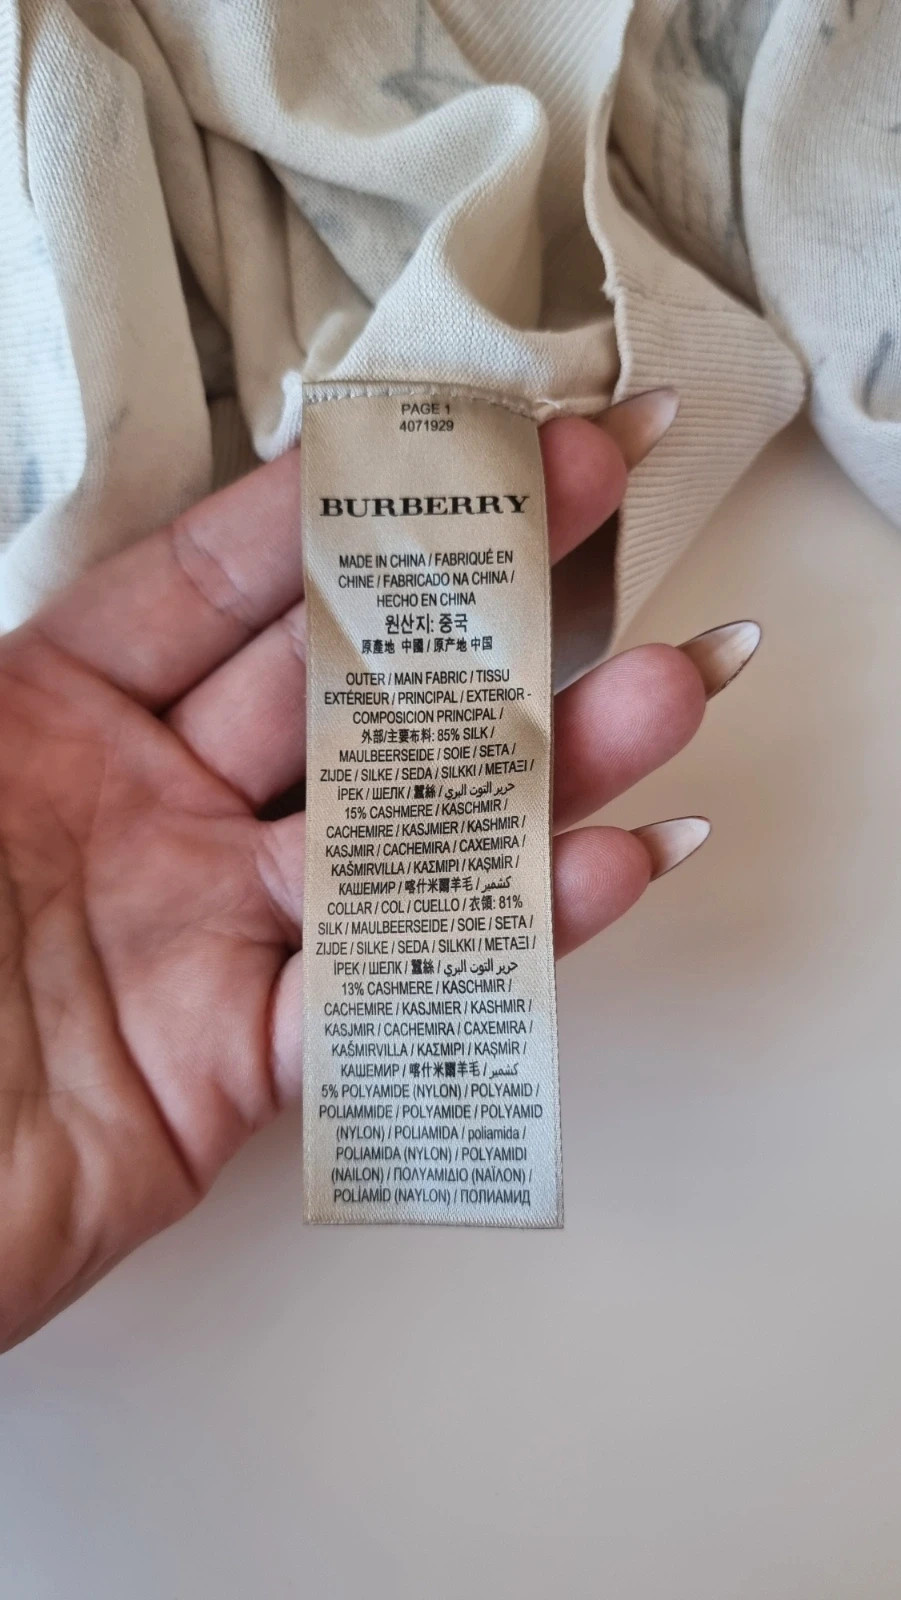 PAGE 1
4071929
BURBERRY
MADE IN CHINA / FABRIQUÉ EN
CHINE / FABRICADO NA CHINA /
HECHO EN CHINA
원산지: 중국
原產地 中國 / 原产地 中国
OUTER / MAIN FABRIC / TISSU
EXTÉRIEUR / PRINCIPAL / EXTERIOR -
COMPOSICION PRINCIPAL /
外部/主要布料: 85% SILK /
MAULBEERSEIDE / SOIE / SETA /
ZIJDE / SILKE / SEDA / SILKKI / ΜΕΤΑΞΙ /
İPEK / ШЕЛК / 蠶絲 / حرير التوت البري /
15% CASHMERE / KASCHMIR /
CACHEMIRE / KASJMIER / KASHMIR /
KASJMIR / CACHEMIRA / CAXEMIRA /
KAŠMIRVILLA / ΚΑΣΜΙΡΙ / KAŞMİR /
КАШЕМИР / 喀什米爾羊毛 / كشمير /
COLLAR / COL / CUELLO / 衣領: 81%
SILK / MAULBEERSEIDE / SOIE / SETA /
ZIJDE / SILKE / SEDA / SILKKI / ΜΕΤΑΞΙ /
İPEK / ШЕЛК / 蠶絲 / حرير التوت البري /
13% CASHMERE / KASCHMIR /
CACHEMIRE / KASJMIER / KASHMIR /
KASJMIR / CACHEMIRA / CAXEMIRA /
KAŠMIRVILLA / ΚΑΣΜΙΡΙ / KAŞMİR /
КАШЕМИР / 喀什米爾羊毛 / كشمير /
5% POLYAMIDE (NYLON) / POLYAMID /
POLIAMMIDE / POLYAMIDE / POLYAMID
(NYLON) / POLIAMIDA / poliamida /
POLIAMIDA (NYLON) / POLYAMIDI
(NAILON) / ΠΟΛΥΑΜΙΔΙΟ (ΝΑΪΛΟΝ) /
POLİAMİD (NAYLON) / ПОЛИАМИД